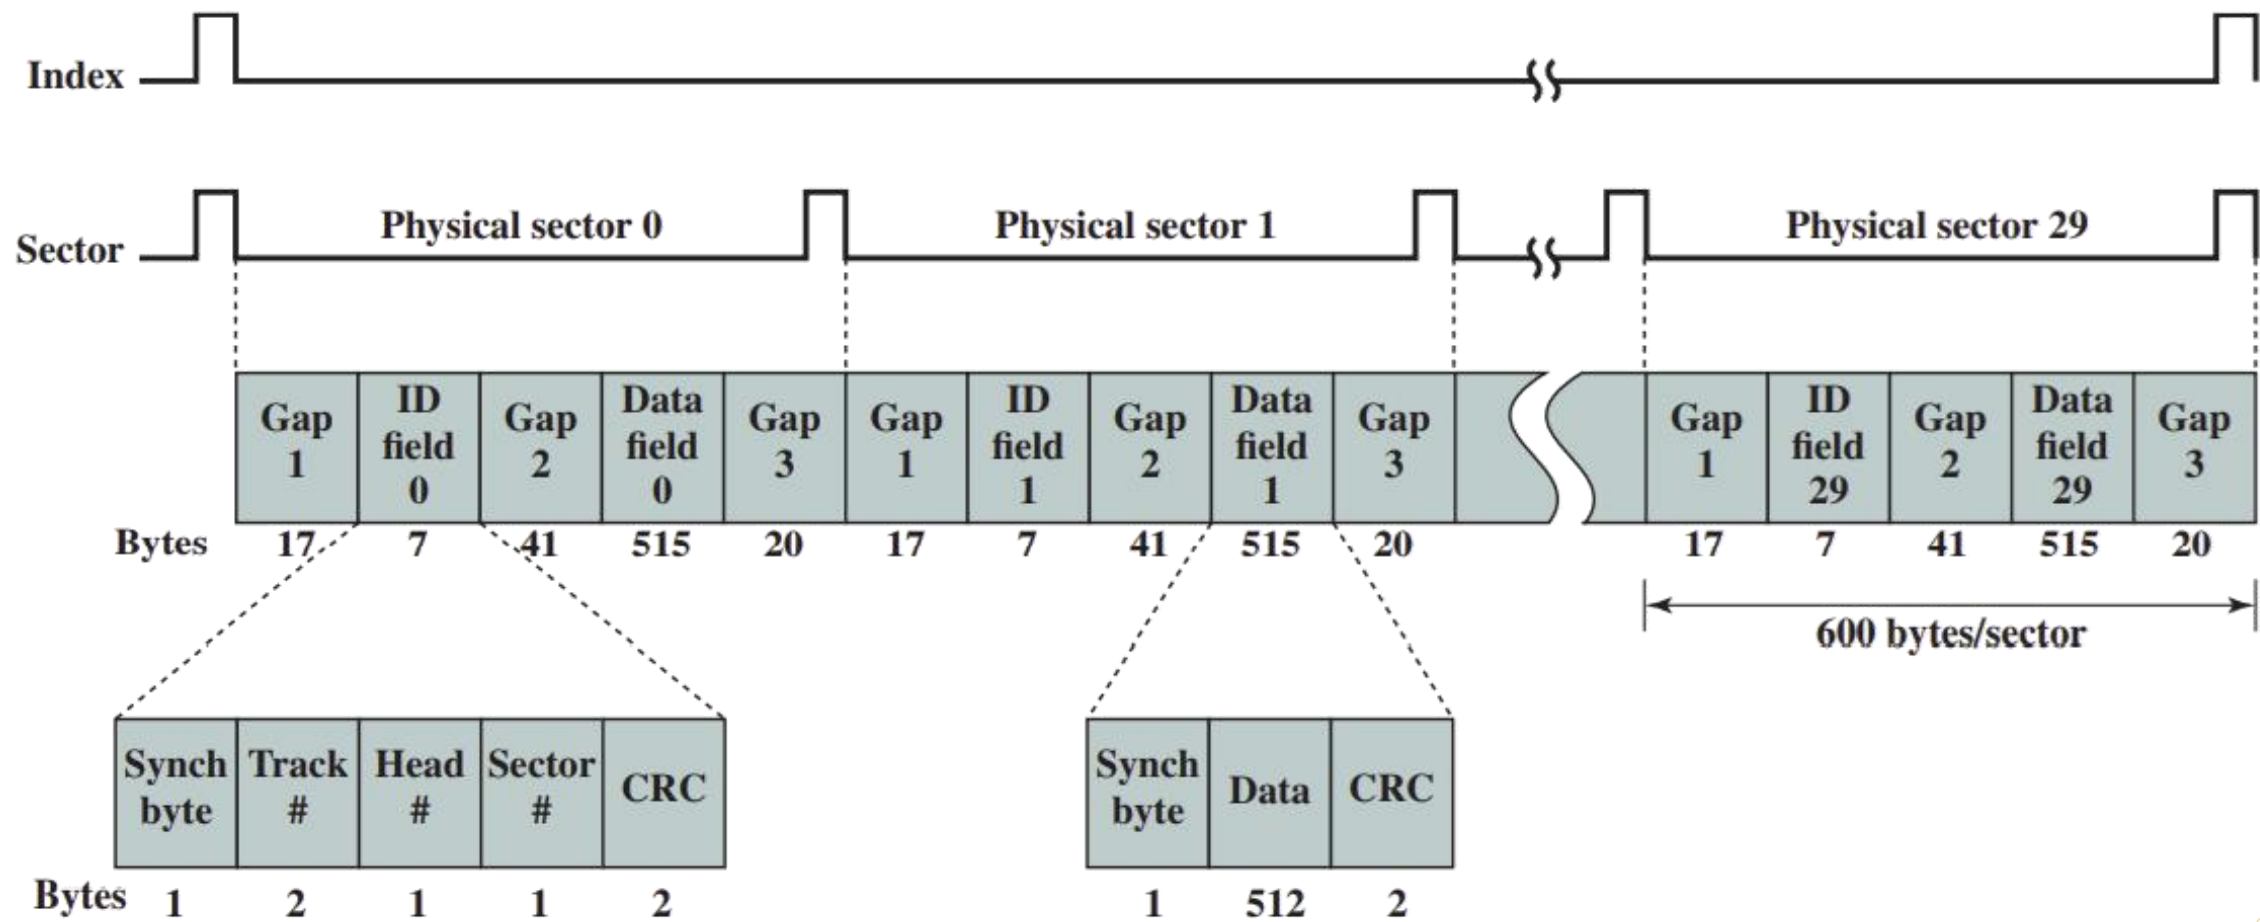 Index
Sector
Physical sector 0
Physical sector 1
Physical sector 29
Gap
1
ID
field
0
Gap
2
Data
field
0
Gap
3
Gap
1
ID
field
1
Gap
2
Data
field
1
Gap
3
Gap
1
ID
field
29
Gap
2
Data
field
29
Gap
3
Bytes 17 7 41 515 20 17 7 41 515 20 17 7 41 515 20
600 bytes/sector
Synch
byte
Track
#
Head
#
Sector
#
CRC
Synch
byte
Data
CRC
Bytes 1 2 1 1 2 1 512 2